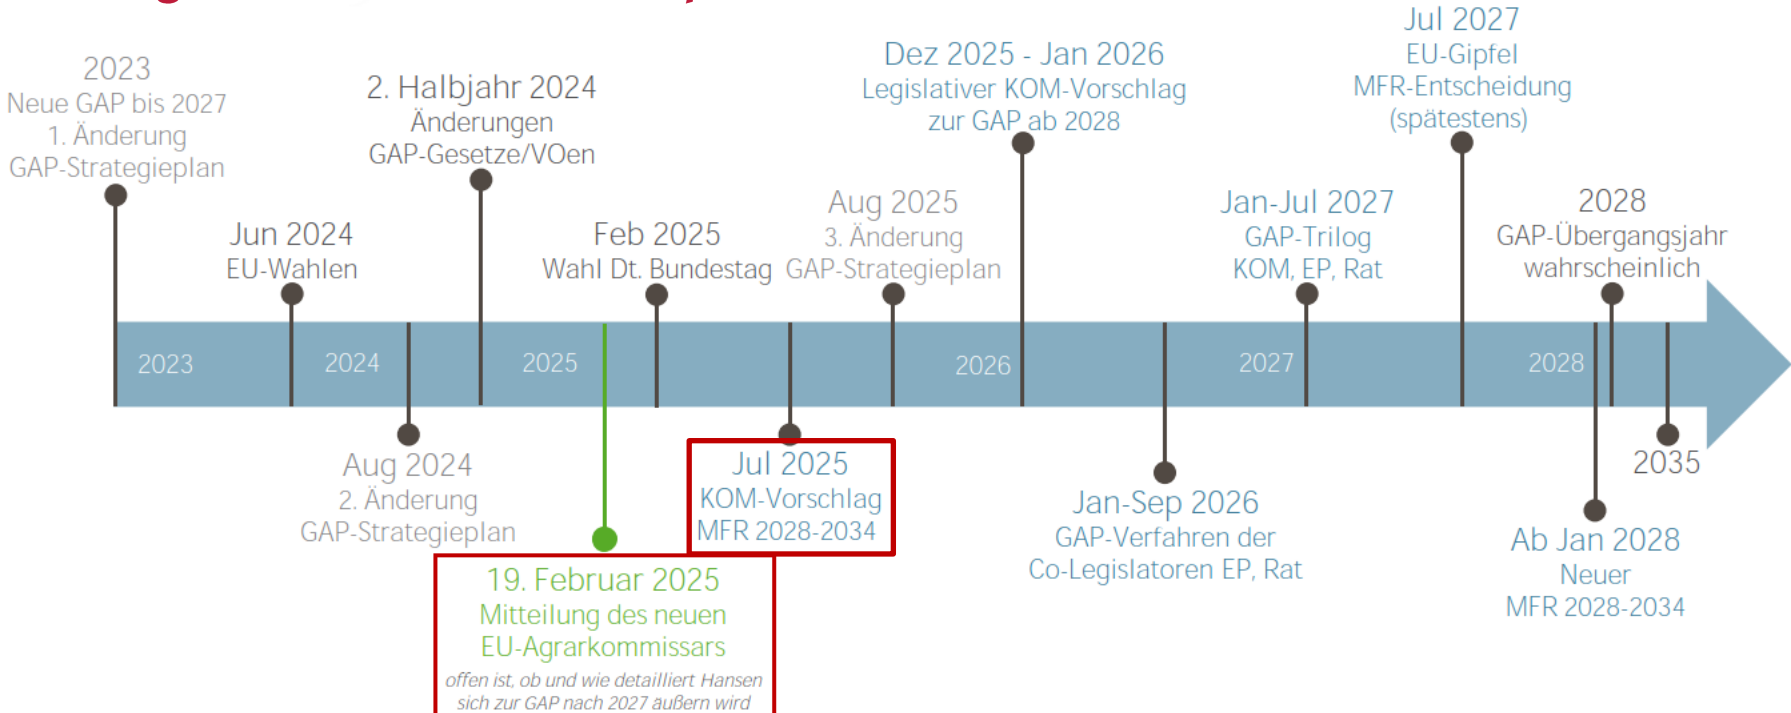 2023
Neue GAP bis 2027
1. Änderung
GAP-Strategieplan
Jun 2024
EU-Wahlen
2. Halbjahr 2024
Änderungen
GAP-Gesetze/VOen
Feb 2025
Wahl Dt. Bundestag
Aug 2025
3. Änderung
GAP-Strategieplan
Dez 2025 - Jan 2026
Legislativer KOM-Vorschlag
zur GAP ab 2028
Jan-Jul 2027
GAP-Trilog
KOM, EP, Rat
Jul 2027
EU-Gipfel
MFR-Entscheidung
(spätestens)
2028
GAP-Übergangsjahr
wahrscheinlich
2023
2024
2025
2026
2027
2028
Aug 2024
2. Änderung
GAP-Strategieplan
19. Februar 2025
Mitteilung des neuen
EU-Agrarkommissars
offen ist, ob und wie detailliert Hansen
sich zur GAP nach 2027 äußern wird
Jul 2025
KOM-Vorschlag
MFR 2028-2034
Jan-Sep 2026
GAP-Verfahren der
Co-Legislatoren EP, Rat
Ab Jan 2028
Neuer
MFR 2028-2034
2035